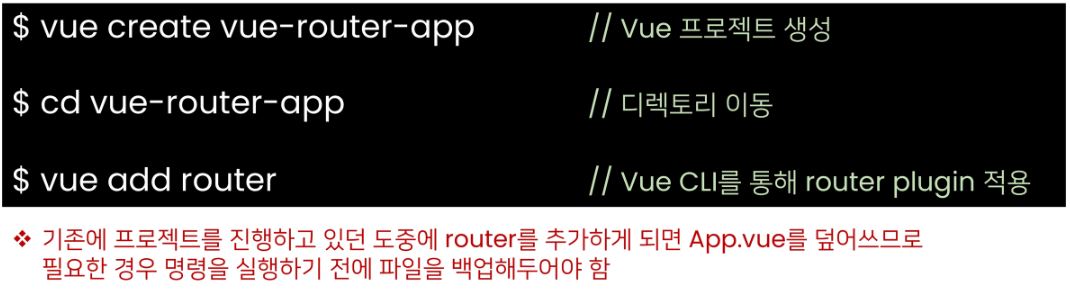 $ vue create vue-router-app // Vue 프로젝트 생성
$ cd vue-router-app // 디렉토리 이동
$ vue add router // Vue CLI를 통해 router plugin 적용
❖ 기존에 프로젝트를 진행하고 있던 도중에 router를 추가하게 되면 App.vue를 덮어쓰므로
필요한 경우 명령을 실행하기 전에 파일을 백업해두어야 함